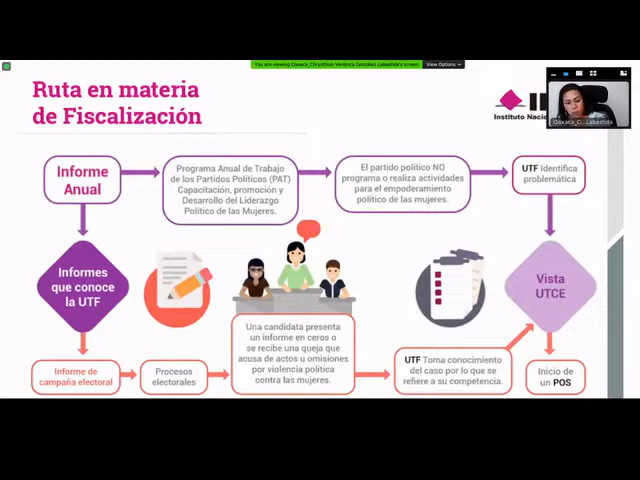 You are viewing Oaxaca_Chrysthian Verónica González Labastida's screen
View Options
Ruta en materia
de Fiscalización
Instituto Nacio
Oaxaca_C...Labastida
Informe
Anual
Programa Anual de Trabajo
de los Partidos Políticos (PAT)
Capacitación, promoción y
Desarrollo del Liderazgo
Político de las Mujeres.
El partido político NO
programa o realiza actividades
para el empoderamiento
político de las mujeres.
UTF Identifica
problemática
Informes
que conoce
la UTF
Vista
UTCE
Informe de
campaña electoral
Procesos
electorales
Una candidata presenta
un informe en ceros o
se recibe una queja que
acusa de actos u omisiones
por violencia política
contra las mujeres.
UTF Toma conocimiento
del caso por lo que se
refiere a su competencia.
Inicio de
un POS